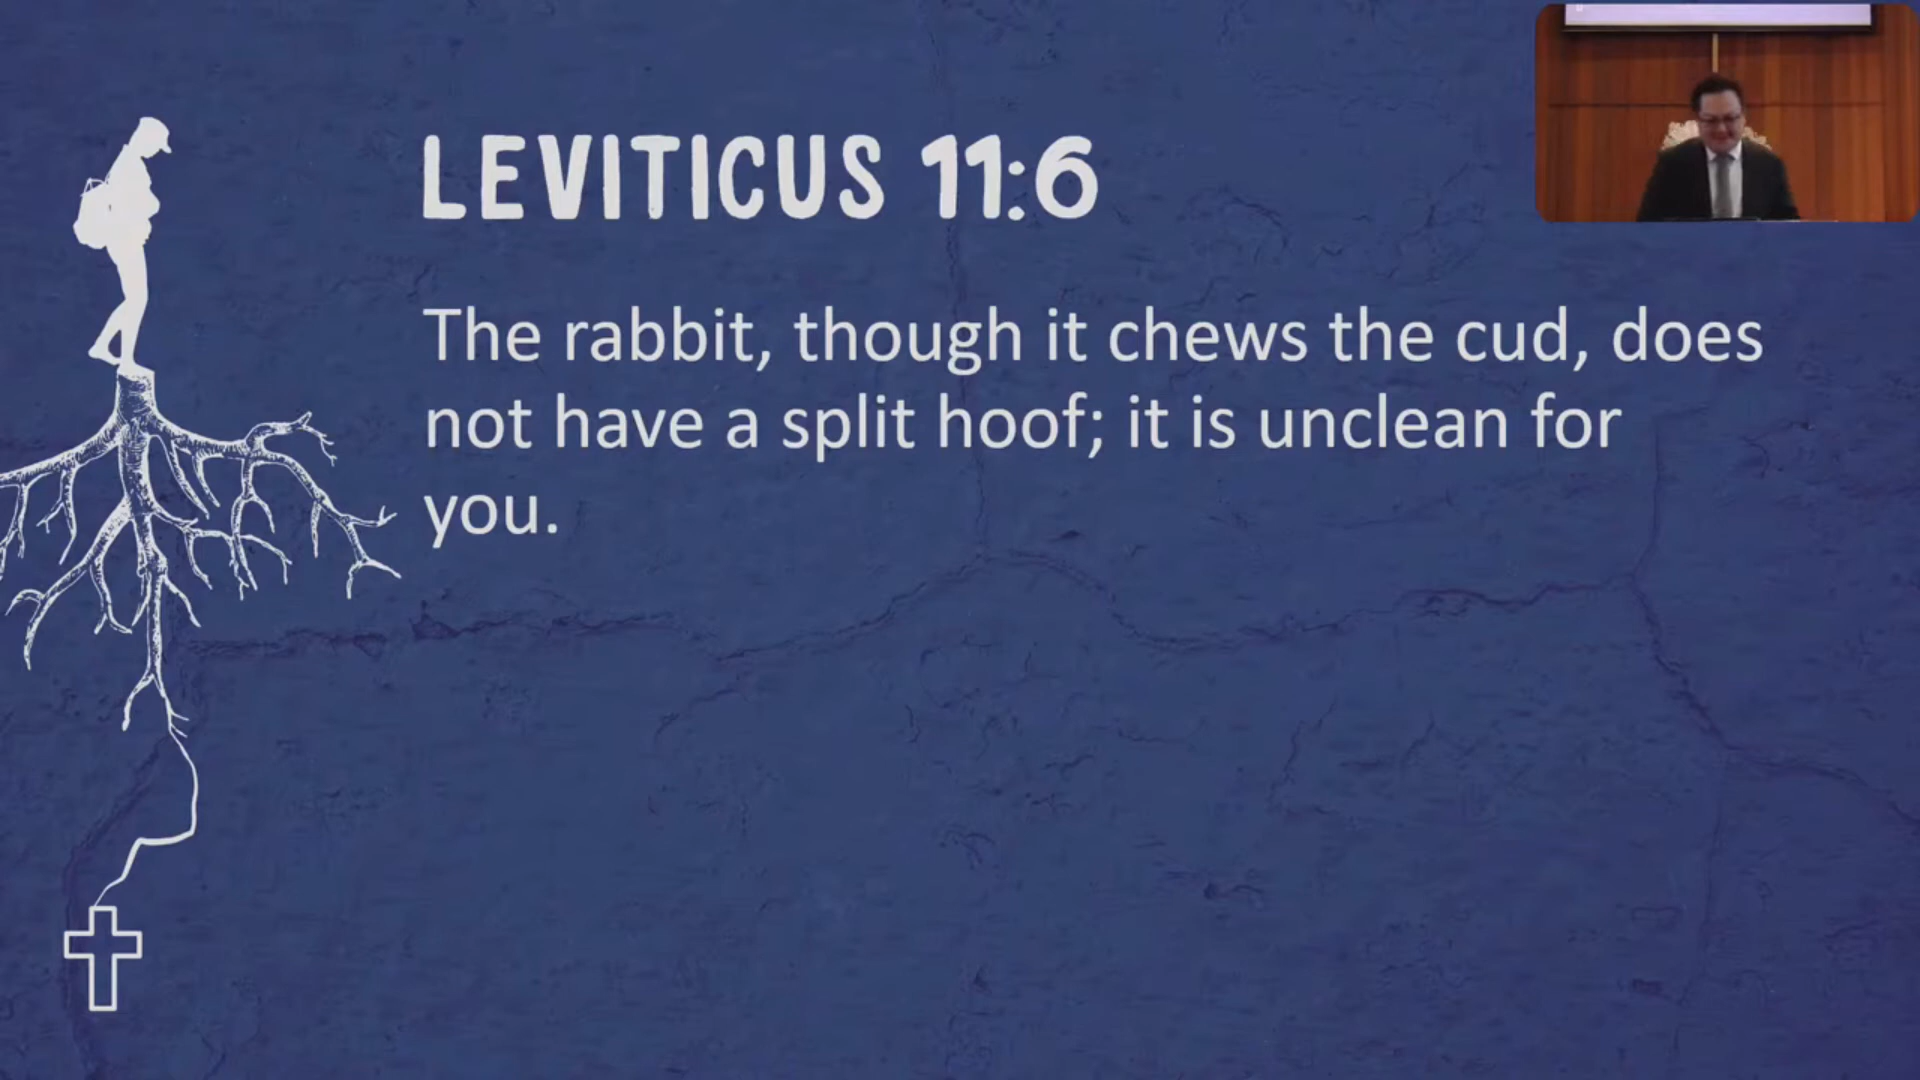 LEVITICUS 11:6
The rabbit, though it chews the cud, does
not have a split hoof; it is unclean for
you.